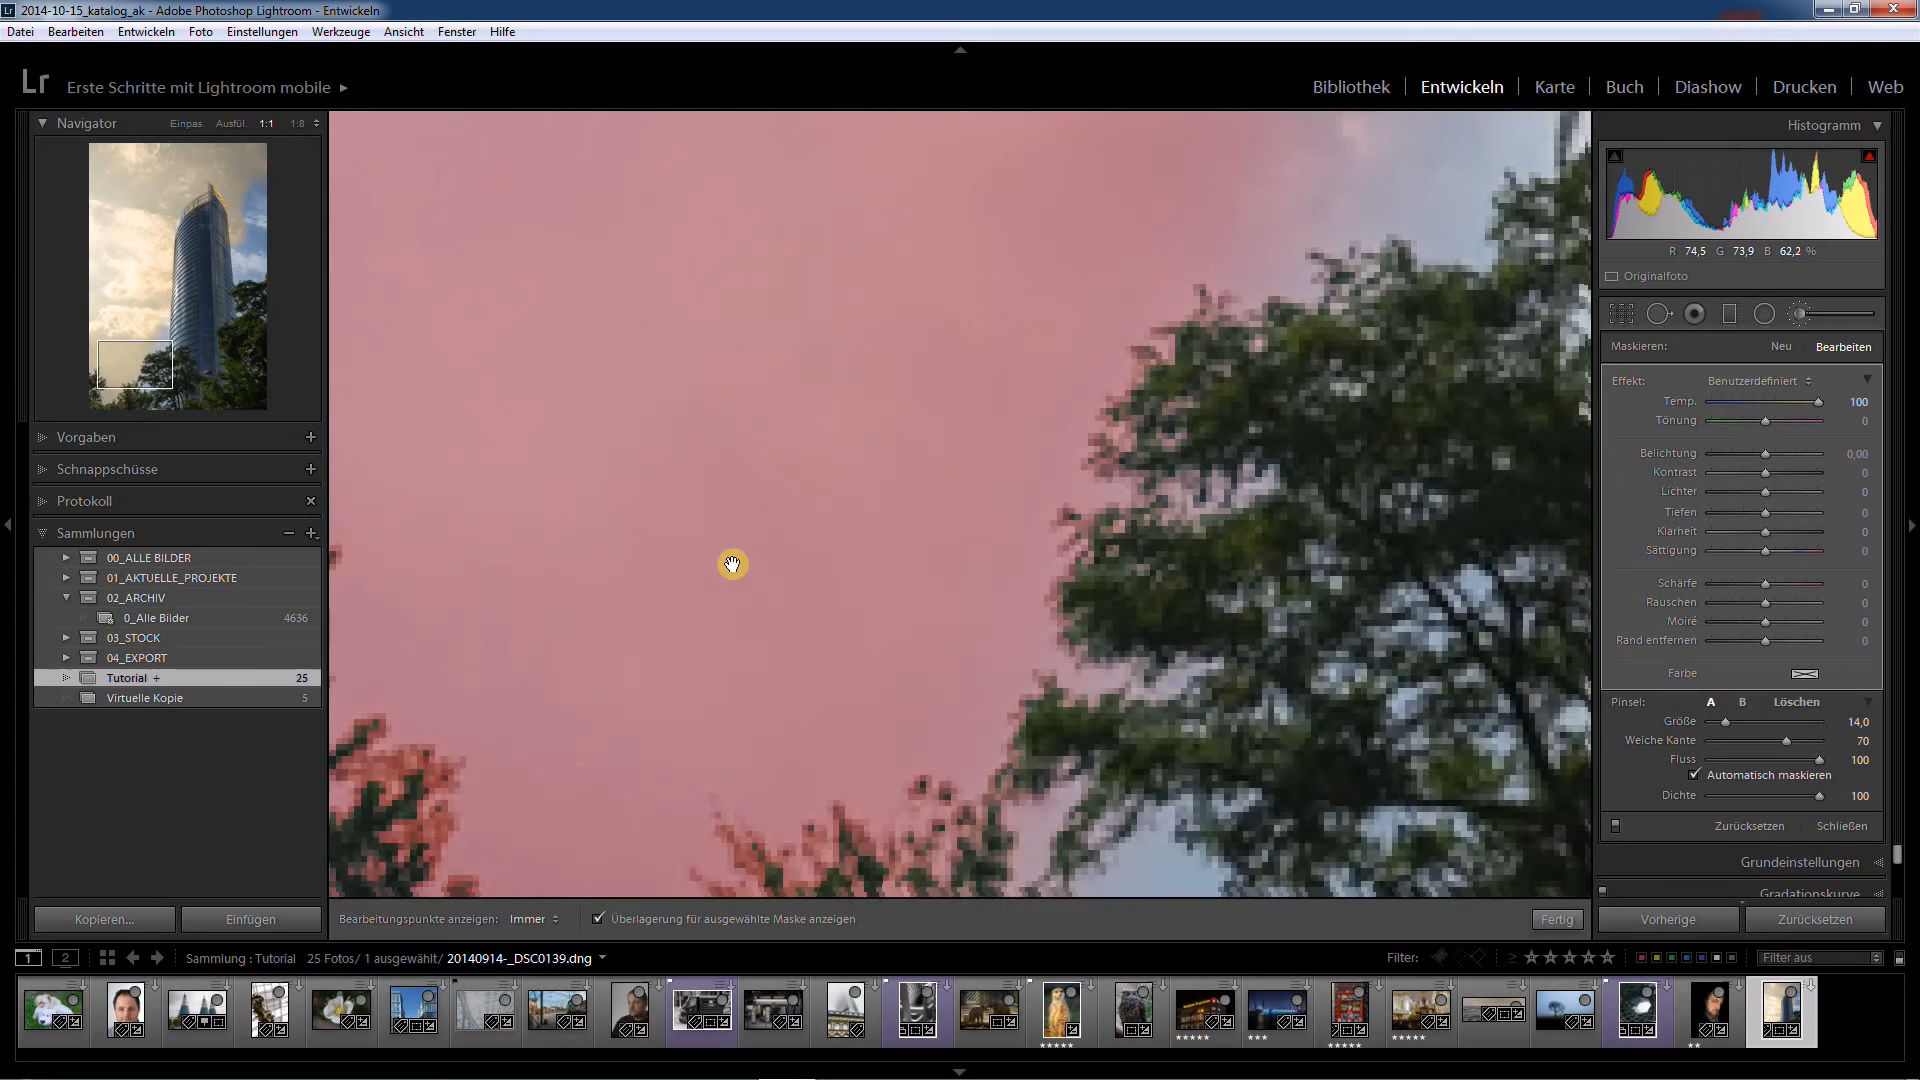 Lr 2014-10-15_katalog_ak - Adobe Photoshop Lightroom - Entwickeln
Datei Bearbeiten Entwickeln Foto Einstellungen Werkzeuge Ansicht Fenster Hilfe
Lr Erste Schritte mit Lightroom mobile
Bibliothek Entwickeln Karte Buch Diashow Drucken Web
Navigator Einpas. Ausfül. 1:1 1:8
Histogramm
R 74,5 G 73,9 B 62,2 %
Originalfoto
Maskieren: Neu Bearbeiten
Effekt: Benutzerdefiniert
Temp. 100
Tönung 0
Belichtung 0,00
Kontrast 0
Lichter 0
Tiefen 0
Klarheit 0
Sättigung 0
Schärfe 0
Rauschen 0
Moiré 0
Rand entfernen 0
Farbe
Pinsel: A B Löschen
Größe 14,0
Weiche Kante 70
Fluss 100
Automatisch maskieren
Dichte 100
Zurücksetzen Schließen
Grundeinstellungen
Gradationskurve
Vorherige Zurücksetzen
Vorgaben
Schnappschüsse
Protokoll
Sammlungen
00_ALLE BILDER
01_AKTUELLE_PROJEKTE
02_ARCHIV
0_Alle Bilder 4636
03_STOCK
04_EXPORT
Tutorial + 25
Virtuelle Kopie 5
Kopieren... Einfügen
Bearbeitungspunkte anzeigen: Immer Überlagerung für ausgewählte Maske anzeigen Fertig
1 2 Sammlung : Tutorial 25 Fotos/ 1 ausgewählt/ 20140914-_DSC0139.dng Filter: Filter aus